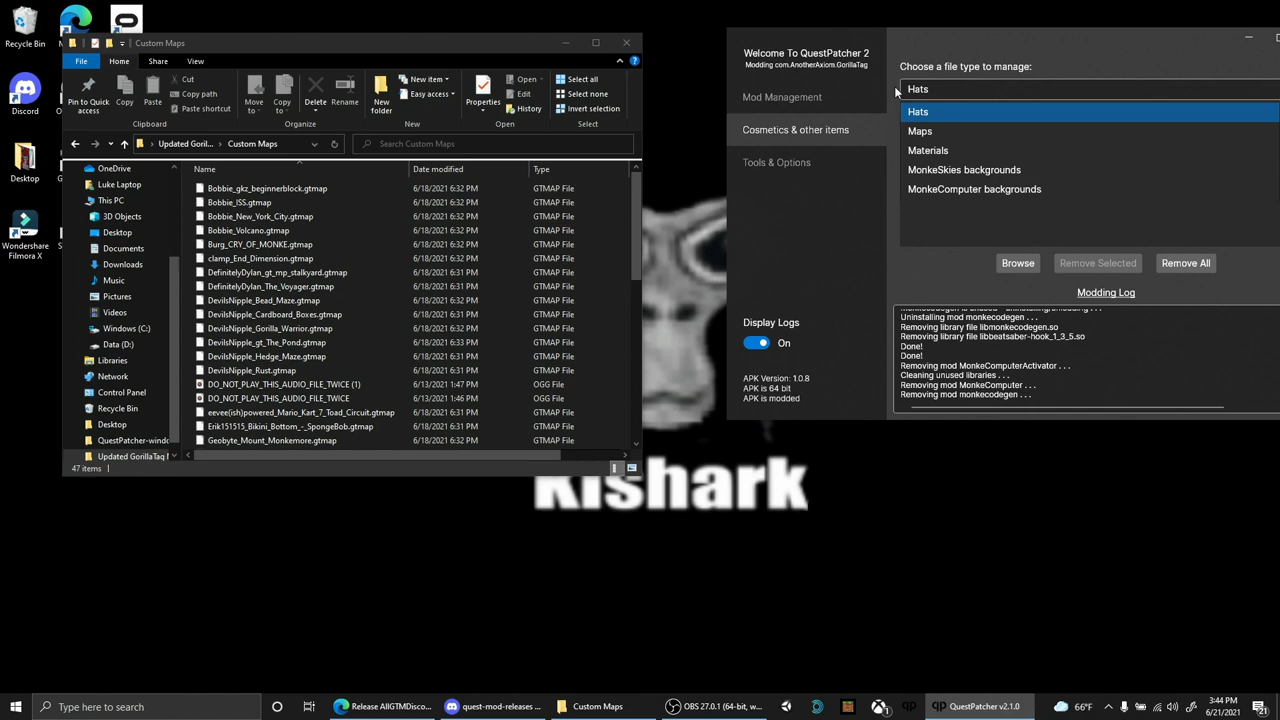 Recycle Bin
Discord
Desktop
Wondershare
Filmora X
Custom Maps
File
Home
Share
View
Pin to Quick
access
Copy
Paste
Cut
Copy path
Paste shortcut
Clipboard
Move
to
Copy
to
Delete
Rename
Organize
New
folder
New item
Easy access
New
Properties
Open
Edit
History
Open
Select all
Select none
Invert selection
Select
Updated Goril...
Custom Maps
Search Custom Maps
OneDrive
Luke Laptop
This PC
3D Objects
Desktop
Documents
Downloads
Music
Pictures
Videos
Windows (C:)
Data (D:)
Libraries
Network
Control Panel
Recycle Bin
Desktop
QuestPatcher-windo
Updated GorillaTag M
Name Date modified Type
Bobbie_gkz_beginnerblock.gtmap 6/18/2021 6:32 PM GTMAP File
Bobbie_ISS.gtmap 6/18/2021 6:32 PM GTMAP File
Bobbie_New_York_City.gtmap 6/18/2021 6:32 PM GTMAP File
Bobbie_Volcano.gtmap 6/18/2021 6:32 PM GTMAP File
Burg_CRY_OF_MONKE.gtmap 6/18/2021 6:32 PM GTMAP File
clamp_End_Dimension.gtmap 6/18/2021 6:32 PM GTMAP File
DefinitelyDylan_gt_mp_stalkyard.gtmap 6/18/2021 6:31 PM GTMAP File
DefinitelyDylan_The_Voyager.gtmap 6/18/2021 6:31 PM GTMAP File
DevilsNipple_Bead_Maze.gtmap 6/18/2021 6:31 PM GTMAP File
DevilsNipple_Cardboard_Boxes.gtmap 6/18/2021 6:31 PM GTMAP File
DevilsNipple_Gorilla_Warrior.gtmap 6/18/2021 6:31 PM GTMAP File
DevilsNipple_gt_The_Pond.gtmap 6/18/2021 6:31 PM GTMAP File
DevilsNipple_Hedge_Maze.gtmap 6/18/2021 6:31 PM GTMAP File
DevilsNipple_Rust.gtmap 6/18/2021 6:31 PM GTMAP File
DO_NOT_PLAY_THIS_AUDIO_FILE_TWICE (1) 6/13/2021 1:47 PM OGG File
DO_NOT_PLAY_THIS_AUDIO_FILE_TWICE 6/13/2021 1:46 PM OGG File
eevee(ish)powered_Mario_Kart_7_Toad_Circuit.gtmap 6/18/2021 6:31 PM GTMAP File
Erik151515_Bikini_Bottom_-_SpongeBob.gtmap 6/18/2021 6:31 PM GTMAP File
Geobyte_Mount_Monkemore.gtmap 6/18/2021 6:31 PM GTMAP File
47 items
Welcome To QuestPatcher 2
Modding com.AnotherAxiom.GorillaTag
Mod Management
Cosmetics & other items
Tools & Options
Display Logs
On
APK Version: 1.0.8
APK is 64 bit
APK is modded
Choose a file type to manage:
Hats
Hats
Maps
Materials
MonkeSkies backgrounds
MonkeComputer backgrounds
Browse
Remove Selected
Remove All
Modding Log
Uninstalling mod monkecodegen . . .
Removing library file libmonkecodegen.so
Removing library file libbeatsaber-hook_1_3_5.so
Done!
Done!
Removing mod MonkeComputerActivator . . .
Cleaning unused libraries . . .
Removing mod MonkeComputer . . .
Removing mod monkecodegen . . .
Kishark
Type here to search
Release AllGTMDisco...
quest-mod-releases ...
Custom Maps
OBS 27.0.1 (64-bit, w...
QuestPatcher v2.1.0
66°F
3:44 PM
6/21/2021